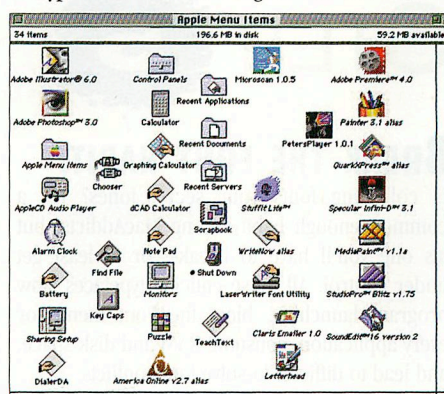 Apple Menu Items
34 items 196.6 MB in disk 59.2 MB available
Adobe Illustrator® 6.0 Control Panels Microscan 1.0.5 Adobe Premiere™ 4.0
Recent Applications
Adobe Photoshop™ 3.0 Calculator Painter 3.1 alias
Recent Documents PetersPlayer 1.0.1
Apple Menu Items Graphing Calculator QuarkXPress™ alias
Chooser Recent Servers
AppleCD Audio Player dCAD Calculator StuffIt Lite™ Specular Infini-D™ 3.1
Scrapbook
Alarm Clock Note Pad WriteNow alias MediaPaint™ v1.1a
Find File Shut Down
Battery Monitors LaserWriter Font Utility StudioPro™ Blitz v1.75
Key Caps
Sharing Setup Puzzle TeachText Claris Emailer 1.0 SoundEdit™16 version 2
DialerDA America Online v2.7 alias Letterhead